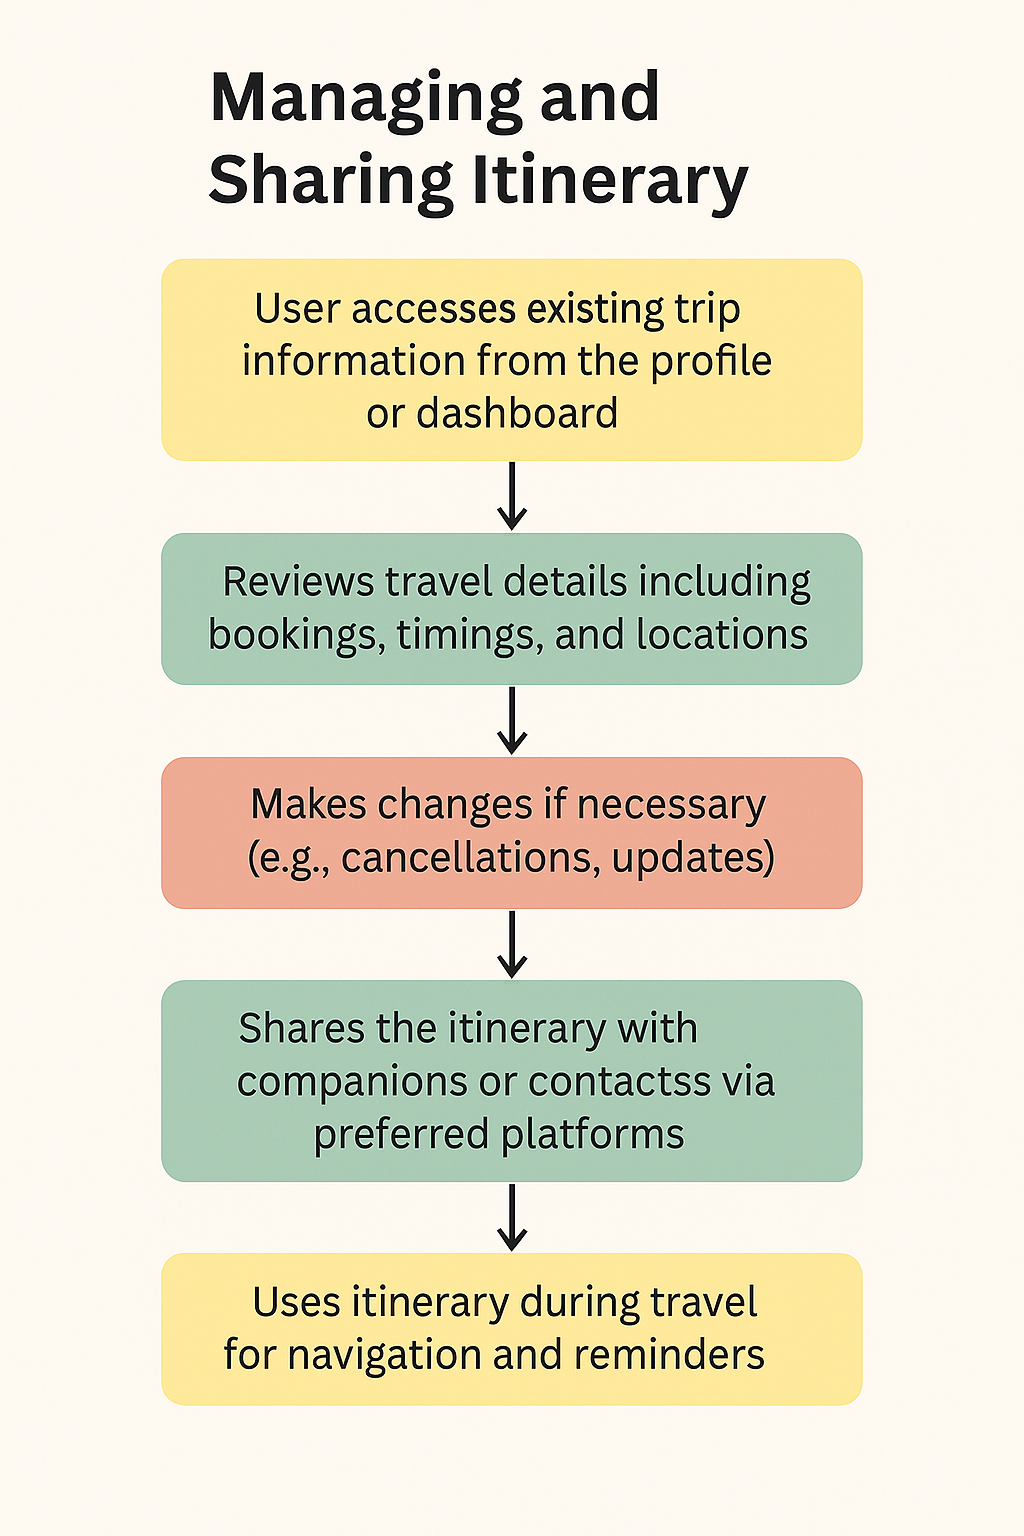 Managing and
Sharing Itinerary
User accesses existing trip
information from the profile
or dashboard
Reviews travel details including
bookings, timings, and locations
Makes changes if necessary
(e.g., cancellations, updates)
Shares the itinerary with
companions or contactss via
preferred platforms
Uses itinerary during travel
for navigation and reminders